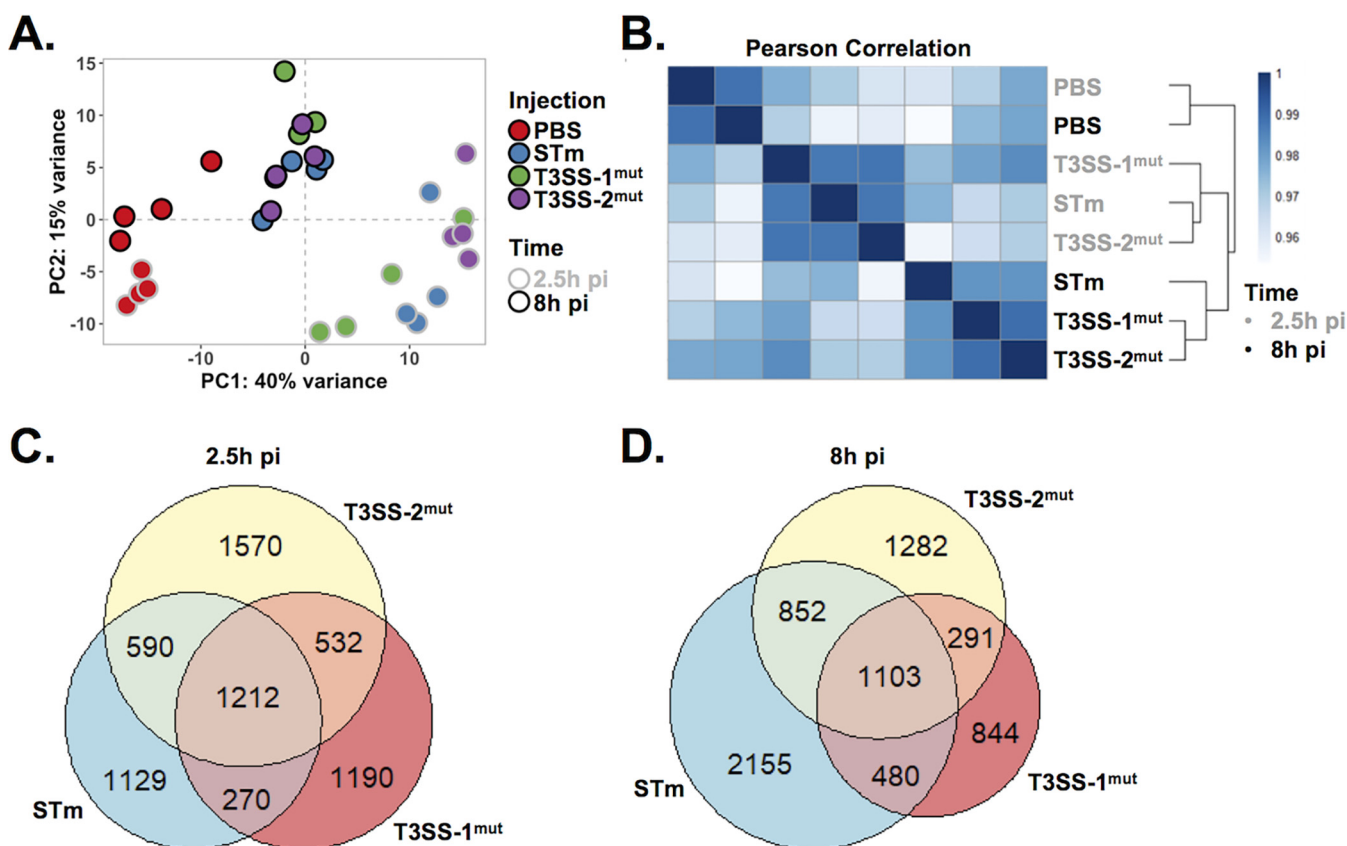 A.
15
10
5
0
-5
-10
PC2: 15% variance
-10
0
10
PC1: 40% variance
Injection
PBS
STm
T3SS-1mut
T3SS-2mut
Time
2.5h pi
8h pi
B.
Pearson Correlation
PBS
PBS
T3SS-1mut
STm
T3SS-2mut
STm
T3SS-1mut
T3SS-2mut
1
0.99
0.98
0.97
0.96
Time
2.5h pi
8h pi
C.
2.5h pi
T3SS-2mut
1570
590
532
1212
1129
270
1190
STm
T3SS-1mut
D.
8h pi
T3SS-2mut
1282
852
291
1103
2155
480
844
STm
T3SS-1mut